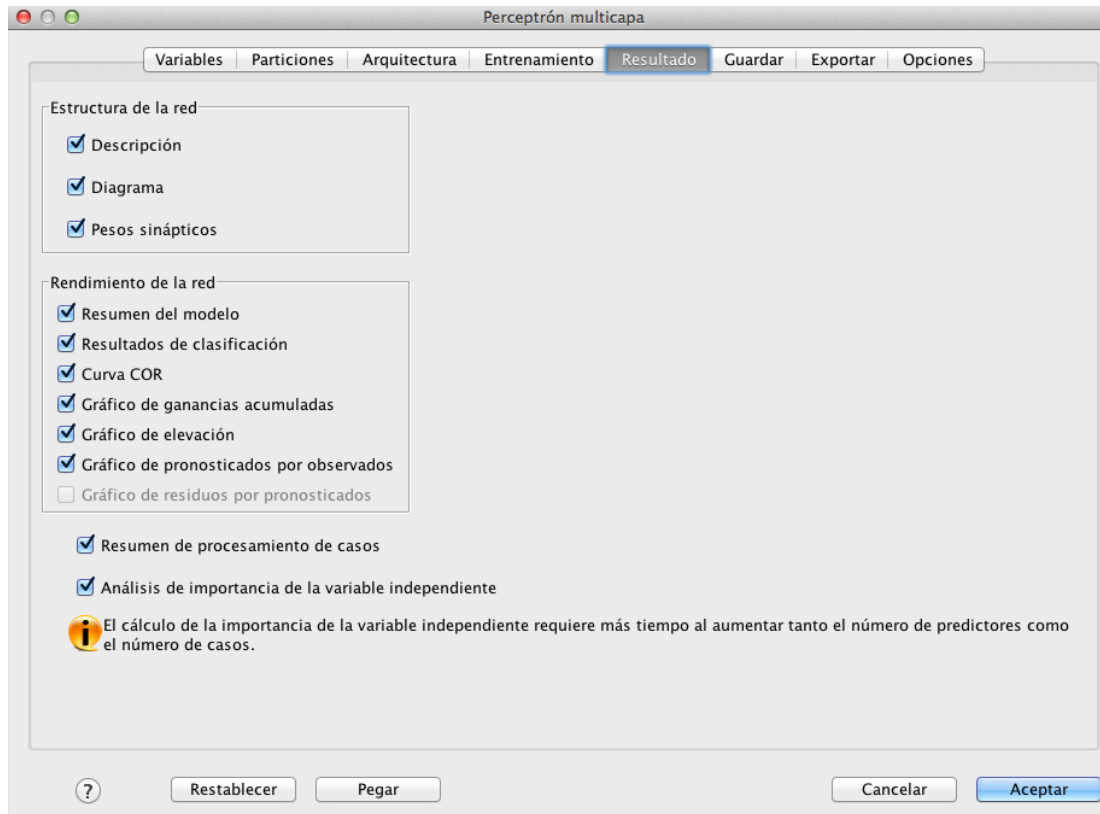 Perceptrón multicapa
Variables Particiones Arquitectura Entrenamiento Resultado Guardar Exportar Opciones
Estructura de la red
Descripción
Diagrama
Pesos sinápticos
Rendimiento de la red
Resumen del modelo
Resultados de clasificación
Curva COR
Gráfico de ganancias acumuladas
Gráfico de elevación
Gráfico de pronosticados por observados
Gráfico de residuos por pronosticados
Resumen de procesamiento de casos
Análisis de importancia de la variable independiente
El cálculo de la importancia de la variable independiente requiere más tiempo al aumentar tanto el número de predictores como
el número de casos.
? Restablecer Pegar Cancelar Aceptar